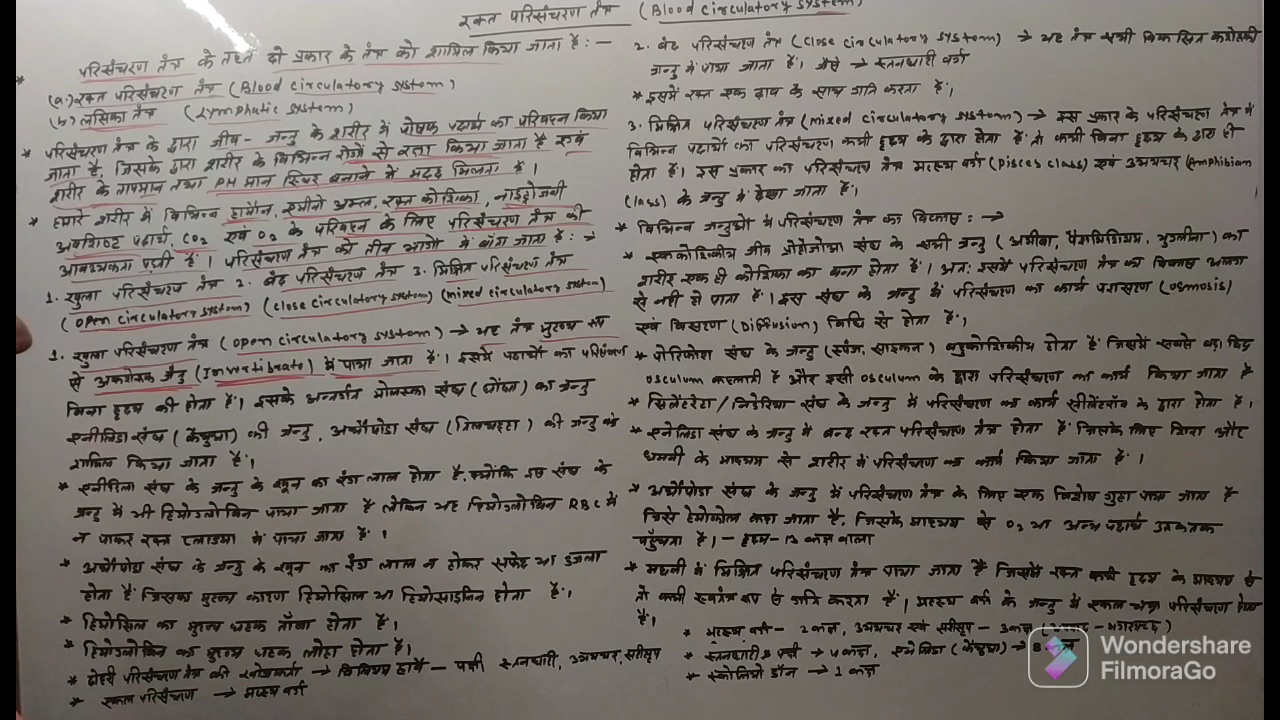 रक्त परिसंचरण तंत्र (Blood Circulatory System)
परिसंचरण तंत्र के तहत दो प्रकार के तंत्र को शामिल किया जाता है :—
(a) रक्त परिसंचरण तंत्र (Blood Circulatory System)
(b) लसिका तंत्र (Lymphatic System)
* परिसंचरण तंत्र के द्वारा जीव-जन्तु के शरीर में पोषक पदार्थ का परिवहन किया
जाता है, जिसके द्वारा शरीर के विभिन्न रोगों से रक्षा किया जाता है एवं
शरीर के तापमान तथा PH मान स्थिर बनाने में मदद मिलता है।
* हमारे शरीर में विभिन्न हार्मोन, एमीनो अम्ल, रक्त कोशिका, नाइट्रोजनी
अवशिष्ट पदार्थ, CO2 एवं O2 के परिवहन के लिए परिसंचरण तंत्र की
आवश्यकता पड़ती है। परिसंचरण तंत्र को तीन भागों में बांटा जाता है :→
1. खुला परिसंचरण तंत्र 2. बंद परिसंचरण तंत्र 3. मिश्रित परिसंचरण तंत्र
(Open Circulatory System) (Close Circulatory System) (Mixed Circulatory System)
1. खुला परिसंचरण तंत्र (Open Circulatory System) → यह तंत्र मुख्य रूप
से अकशेरूक जंतु (Invertibrate) में पाया जाता है। इसमें पदार्थों का परिसंचरण
बिना हृदय की होता है। इसके अन्तर्गत मोलस्का संघ (घोंघा) का जन्तु
एनीलिडा संघ (केंचुआ) की जन्तु, अर्थ्रोपोडा संघ (तिलचट्टा) की जन्तु को
शामिल किया जाता है।
* एनीलिडा संघ के जन्तु के खून का रंग लाल होता है, क्योंकि इस संघ के
जन्तु में भी हिमोग्लोबिन पाया जाता है लेकिन यह हिमोग्लोबिन RBC में
न पाकर रक्त प्लाज्मा में पाया जाता है।
* अर्थ्रोपोडा संघ के जन्तु के खून का रंग लाल न होकर सफेद या उजला
होता है जिसका मुख्य कारण हिमोसिल या हिमोसाइनिन होता है।
* हिमोसिल का मुख्य घटक ताँबा होता है।
* हिमोग्लोबिन का मुख्य घटक लोहा होता है।
* दोहरी परिसंचरण तंत्र की खोजकर्ता → विलियम हार्वे — पक्षी स्तनधारी, उभयचर, सरीसृप
* एकल परिसंचरण → मत्स्य वर्ग
2. बंद परिसंचरण तंत्र (Close Circulatory System) → यह तंत्र सभी विकसित कशेरूकी
जन्तु में पाया जाता है। जैसे → स्तनधारी वर्ग
* इसमें रक्त एक दाब के साथ गति करता है।
3. मिश्रित परिसंचरण तंत्र (Mixed Circulatory System) → इस प्रकार के परिसंचरण तंत्र में
विभिन्न पदार्थों का परिसंचरण कभी हृदय के द्वारा होता है तो कभी बिना हृदय के द्वारा ही
होता है। इस प्रकार का परिसंचरण तंत्र मत्स्य वर्ग (Pisces Class) एवं उभयचर (Amphibian
Class) के जन्तु में देखा जाता है।
* विभिन्न जन्तुओं में परिसंचरण तंत्र का विकास :→
* एककोशिकीय जीव प्रोटोजोआ संघ के सभी जन्तु (अमीबा, पैरामिशियम, युग्लीना) का
शरीर एक ही कोशिका का बना होता है। अतः इसमें परिसंचरण तंत्र का विकास अलग
से नहीं हो पाता है। इस संघ के जन्तु में परिसंचरण का कार्य परासरण (Osmosis)
एवं विसरण (Diffusion) विधि से होता है।
* पोरिफेरा संघ के जन्तु (स्पंज, साइकन) बहुकोशिकीय होता है जिसमें सबसे बड़ा छिद्र
Osculum कहलाती है और इसी Osculum के द्वारा परिसंचरण का कार्य किया जाता है
* सिलेंटरेटा/निडेरिया संघ के जन्तु में परिसंचरण का कार्य सीलेंटरॉन के द्वारा होता है।
* एनेलिडा संघ के जन्तु में बन्द रक्त परिसंचरण तंत्र होता है जिसके लिए शिरा और
धमनी के माध्यम से शरीर में परिसंचरण का कार्य किया जाता है।
* अर्थ्रोपोडा संघ के जन्तु में परिसंचरण तंत्र के लिए एक विशेष गुहा पाया जाता है
जिसे हेमोकोल कहा जाता है, जिसके माध्यम से O2 या अन्य पदार्थ उत्तक तक
पहुँचता है। — हृदय - 13 कक्ष वाला
* मछली में मिश्रित परिसंचरण तंत्र पाया जाता है जिसमें रक्त कभी हृदय के माध्यम से
तो कभी स्वतंत्र रूप से गति करता है। मत्स्य वर्ग के जन्तु में एकल चक्र परिसंचरण होता
है।
* मत्स्य वर्ग - 2 कक्ष, उभयचर एवं सरीसृप - 3 कक्ष
* स्तनधारी व पक्षी → 4 कक्ष, एनेलिडा (केंचुआ) → 8 कक्ष
* स्कोलियो डॉन → 1 कक्ष
Wondershare
FilmoraGo